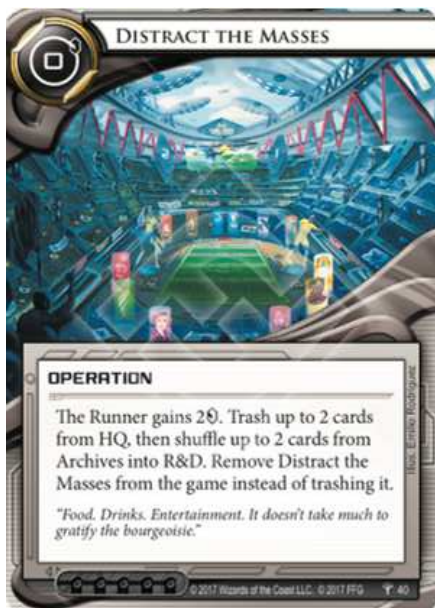 DISTRACT THE MASSES
0
OPERATION
The Runner gains 2. Trash up to 2 cards
from HQ, then shuffle up to 2 cards from
Archives into R&D. Remove Distract the
Masses from the game instead of trashing it.
"Food. Drinks. Entertainment. It doesn't take much to
gratify the bourgeoisie."
Illus. Emilio Rodriguez
© 2017 Wizards of the Coast LLC. © 2017 FFG 40